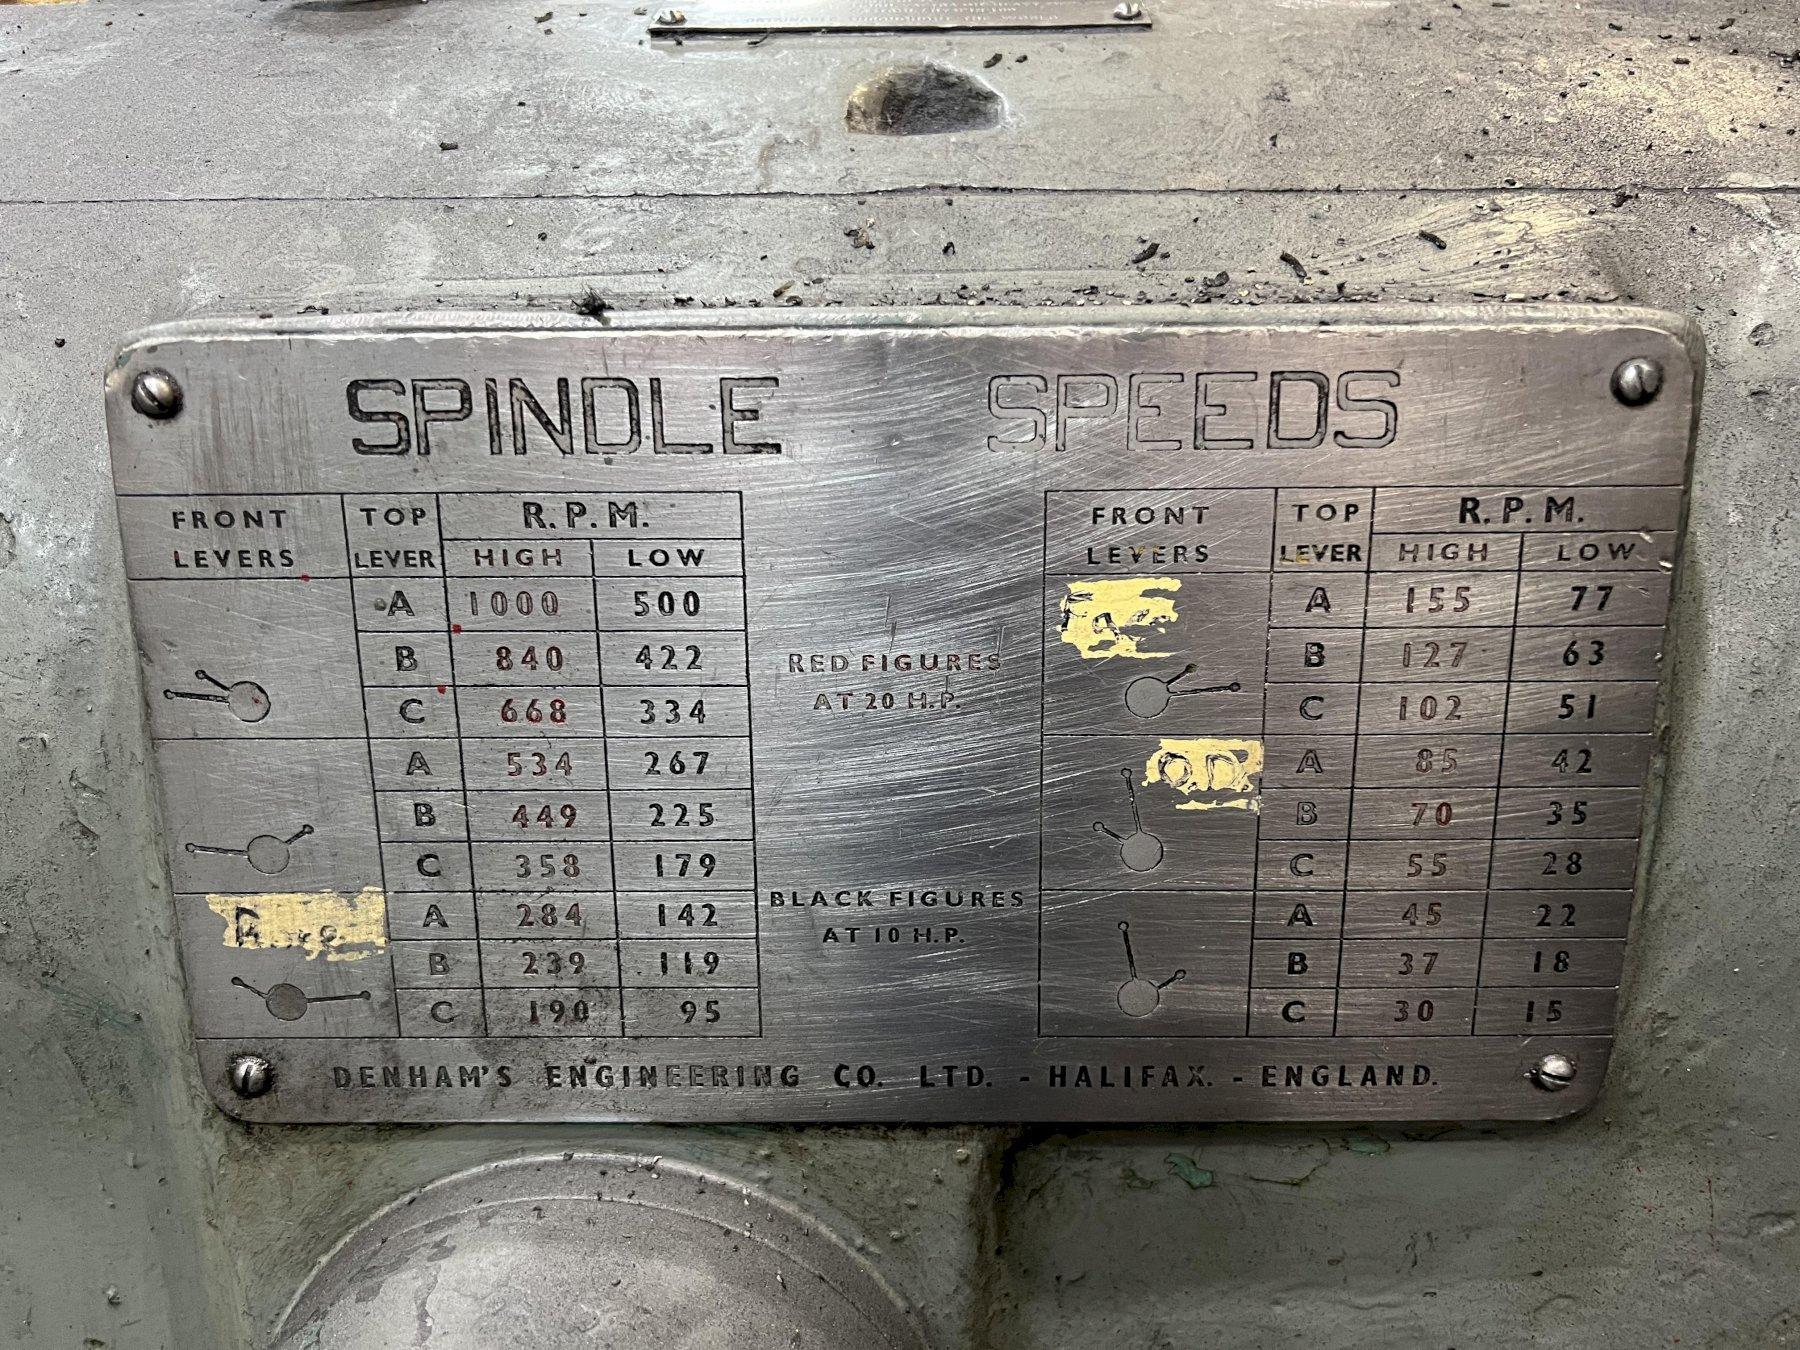 SPINDLE SPEEDS
FRONT LEVERS TOP LEVER R.P.M. HIGH LOW
A 1000 500
B 840 422
C 668 334
A 534 267
B 449 225
C 358 179
A 284 142
B 239 119
C 190 95
RED FIGURES
AT 20 H.P.
BLACK FIGURES
AT 10 H.P.
FRONT LEVERS TOP LEVER R.P.M. HIGH LOW
A 155 77
B 127 63
C 102 51
O.D.
A 85 42
B 70 35
C 55 28
A 45 22
B 37 18
C 30 15
DENHAM'S ENGINEERING CO. LTD. - HALIFAX. - ENGLAND.